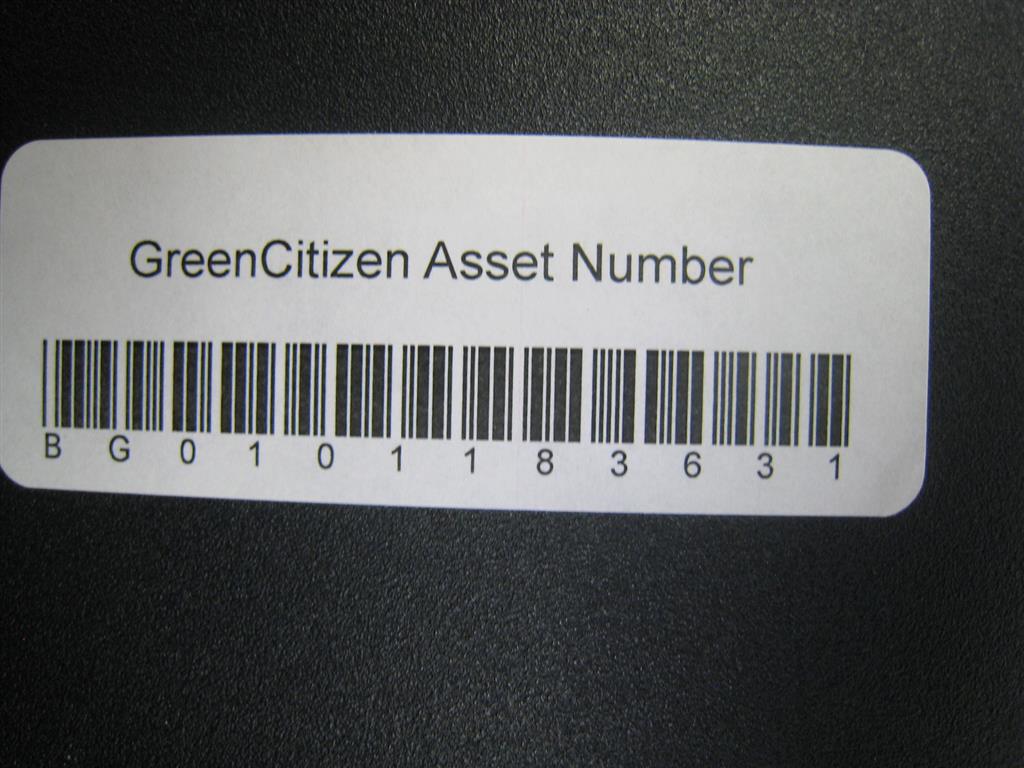 GreenCitizen Asset Number
B G 0 1 0 1 1 8 3 6 3 1